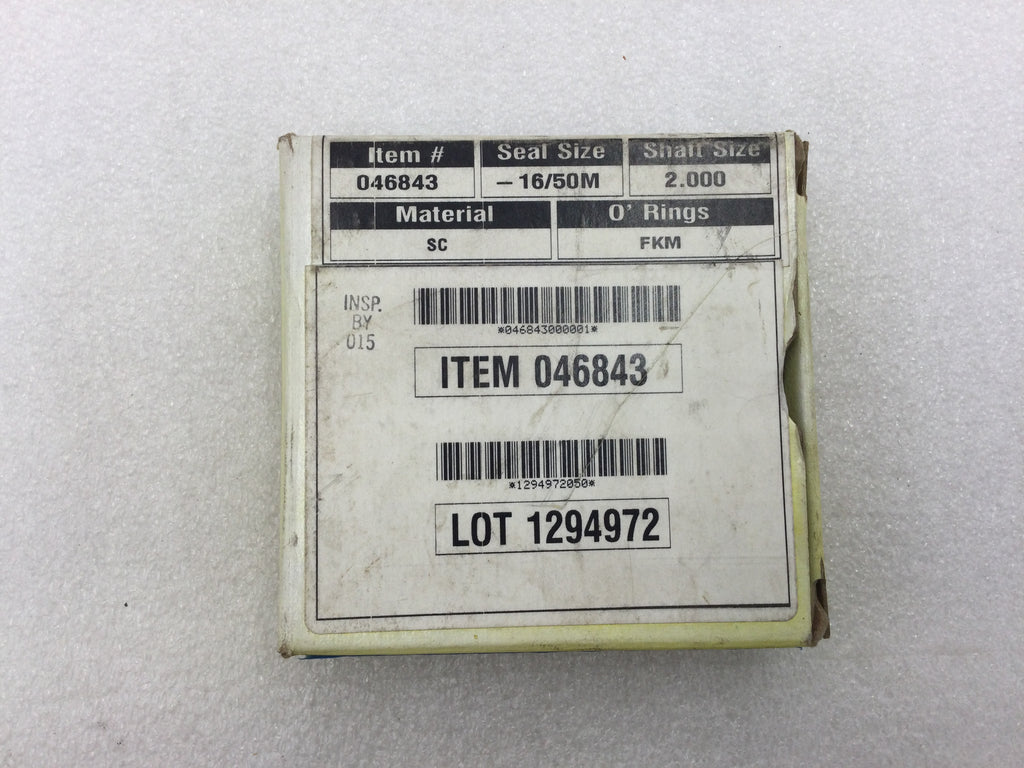 Item # Seal Size Shaft Size
046843 – 16/50M 2.000
Material O' Rings
SC FKM
INSP.
BY
015
*046843000001*
ITEM 046843
*1294972050*
LOT 1294972